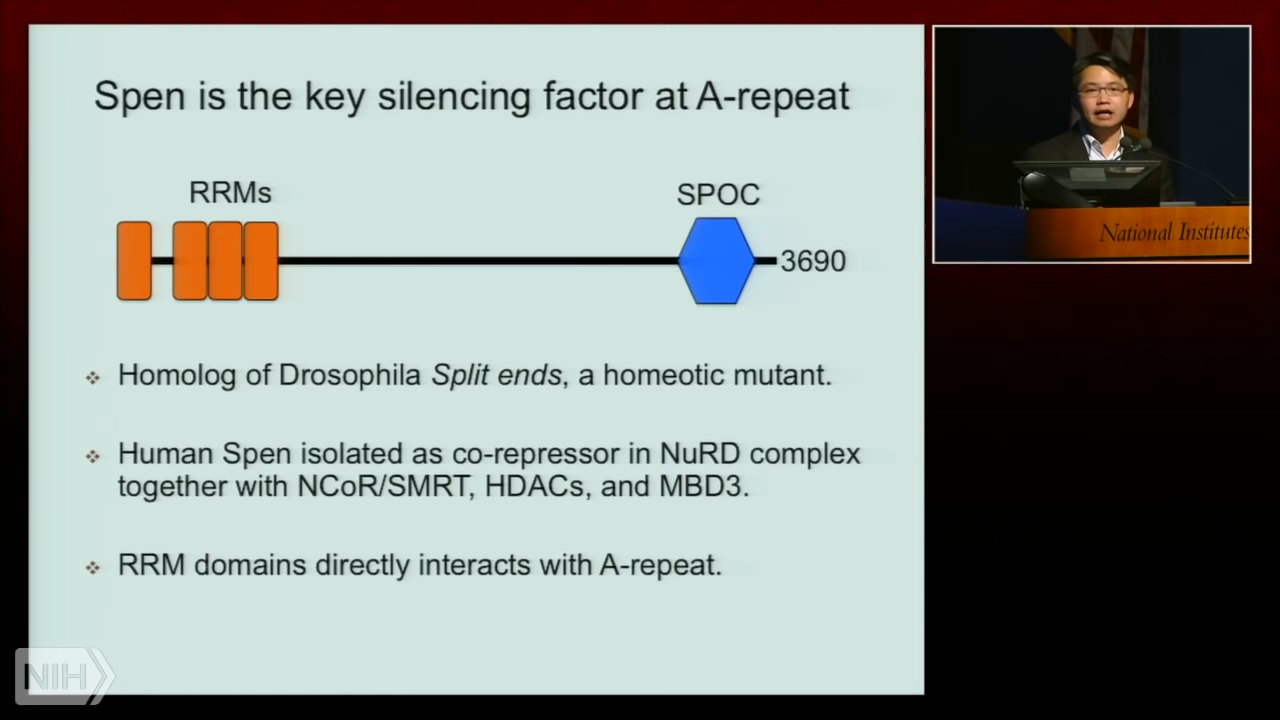 Spen is the key silencing factor at A-repeat
RRMs
SPOC
3690
Homolog of Drosophila Split ends, a homeotic mutant.
Human Spen isolated as co-repressor in NuRD complex
together with NCoR/SMRT, HDACs, and MBD3.
RRM domains directly interacts with A-repeat.
National Institutes
NIH